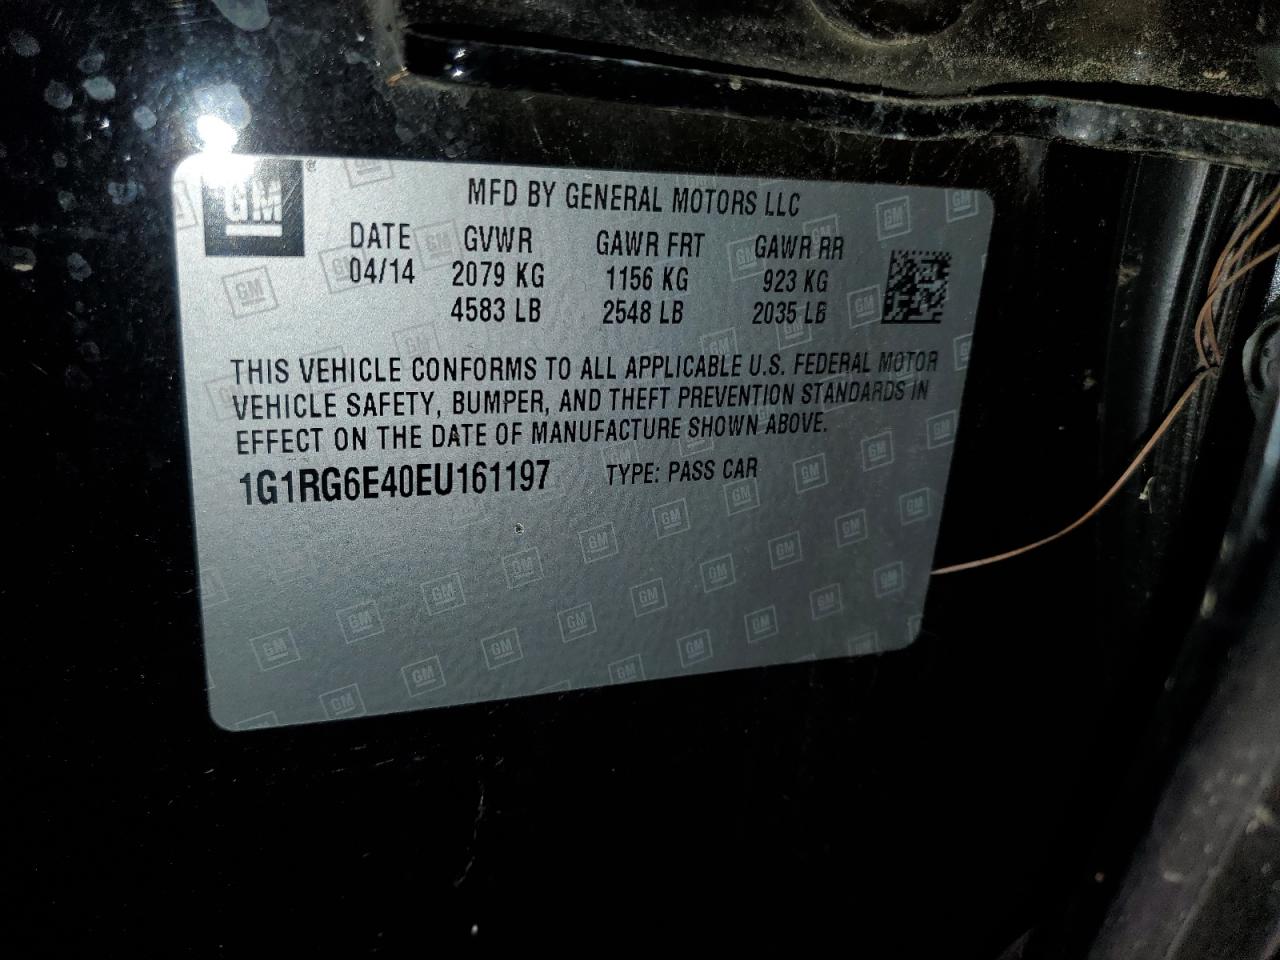 GM
MFD BY GENERAL MOTORS LLC
DATE GVWR GAWR FRT GAWR RR
04/14 2079 KG 1156 KG 923 KG
4583 LB 2548 LB 2035 LB
THIS VEHICLE CONFORMS TO ALL APPLICABLE U.S. FEDERAL MOTOR
VEHICLE SAFETY, BUMPER, AND THEFT PREVENTION STANDARDS IN
EFFECT ON THE DATE OF MANUFACTURE SHOWN ABOVE.
1G1RG6E40EU161197 TYPE: PASS CAR